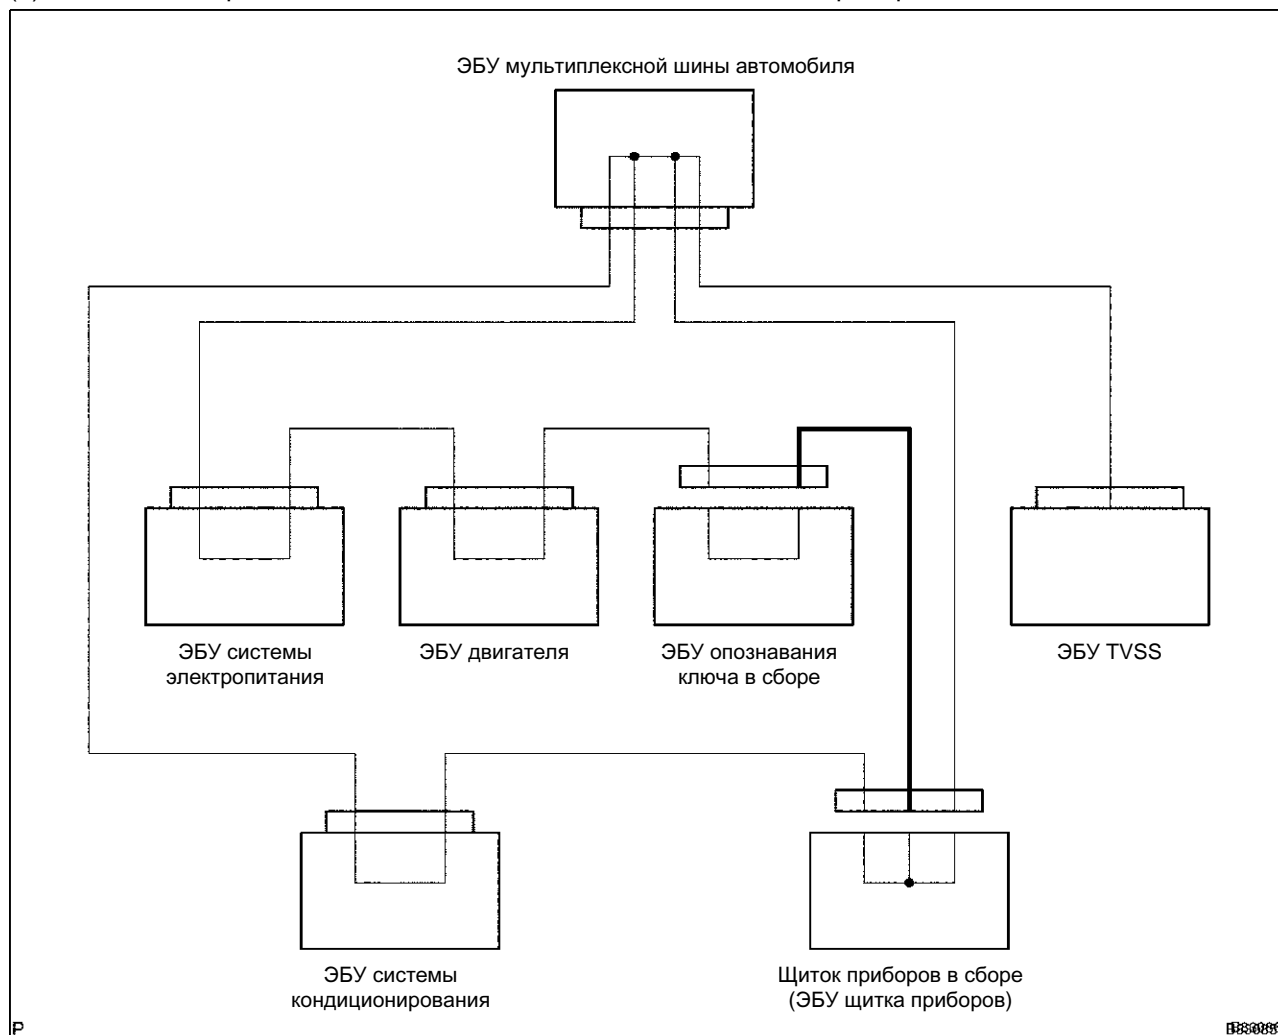 ЭБУ мультиплексной шины автомобиля
ЭБУ системы
электропитания
ЭБУ двигателя
ЭБУ опознавания
ключа в сборе
ЭБУ TVSS
ЭБУ системы
кондиционирования
Щиток приборов в сборе
(ЭБУ щитка приборов)
P